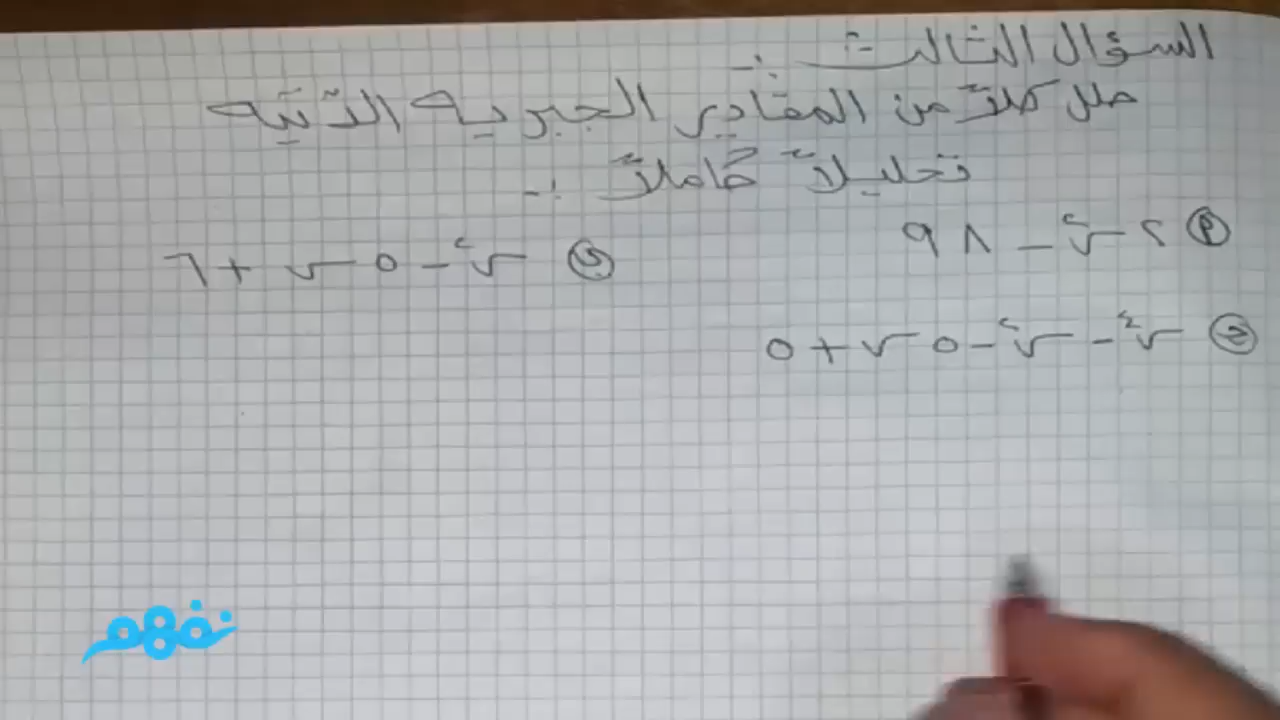 السؤال الثالث :-
حلل كلاً من المقادير الجبرية الآتية
تحليلاً كاملاً :-
أ ٢ س٢ - ٩٨
ب س٢ - ٥ س + ٦
ج س٣ - س٢ - ٥ س + ٥
نفهم